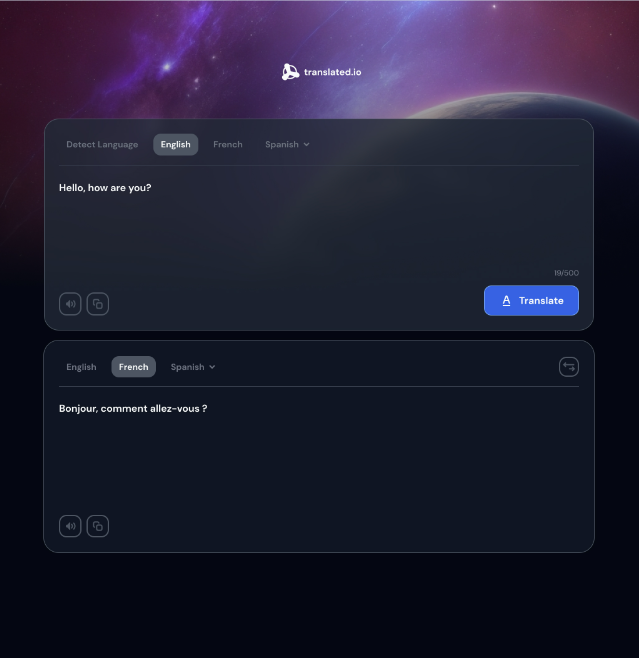 translated.io
Detect Language English French Spanish
Hello, how are you?
19/500
A Translate
English French Spanish
Bonjour, comment allez-vous ?